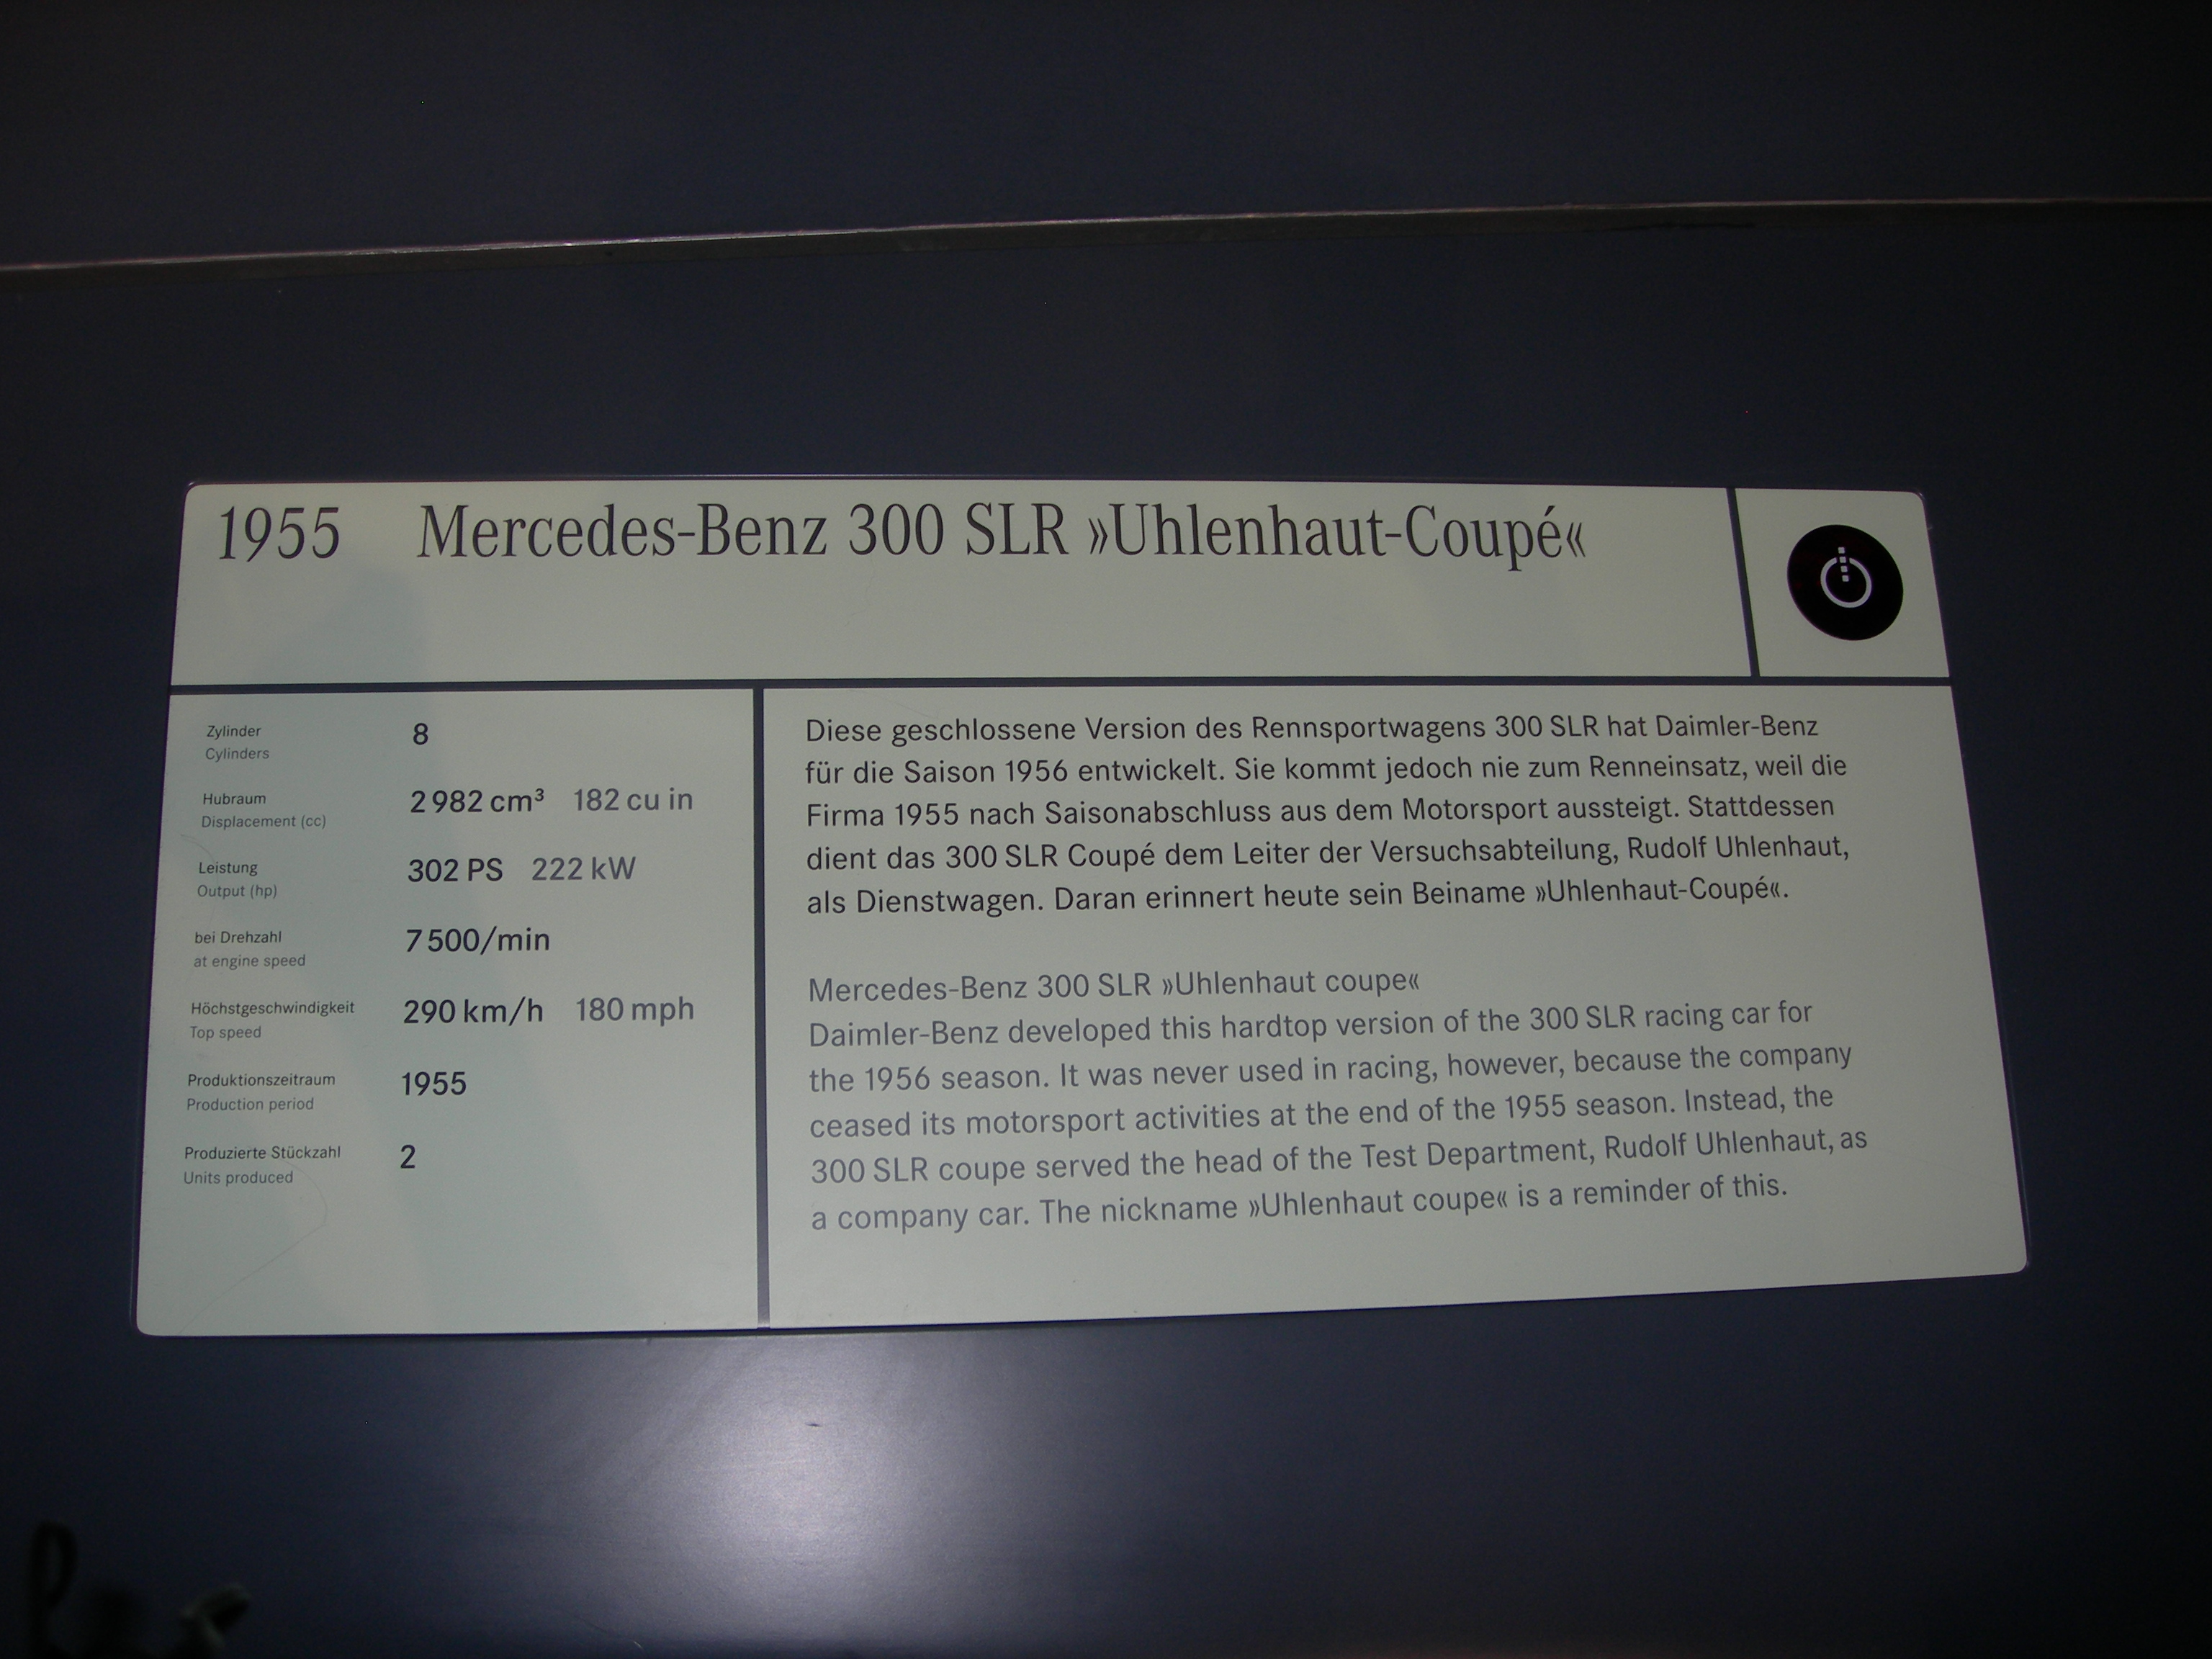 1955 Mercedes-Benz 300 SLR »Uhlenhaut-Coupé«
Zylinder 8
Cylinders
Hubraum 2 982 cm³ 182 cu in
Displacement (cc)
Leistung 302 PS 222 kW
Output (hp)
bei Drehzahl 7 500/min
at engine speed
Höchstgeschwindigkeit 290 km/h 180 mph
Top speed
Produktionszeitraum 1955
Production period
Produzierte Stückzahl 2
Units produced
Diese geschlossene Version des Rennsportwagens 300 SLR hat Daimler-Benz
für die Saison 1956 entwickelt. Sie kommt jedoch nie zum Renneinsatz, weil die
Firma 1955 nach Saisonabschluss aus dem Motorsport aussteigt. Stattdessen
dient das 300 SLR Coupé dem Leiter der Versuchsabteilung, Rudolf Uhlenhaut,
als Dienstwagen. Daran erinnert heute sein Beiname »Uhlenhaut-Coupé«.
Mercedes-Benz 300 SLR »Uhlenhaut coupe«
Daimler-Benz developed this hardtop version of the 300 SLR racing car for
the 1956 season. It was never used in racing, however, because the company
ceased its motorsport activities at the end of the 1955 season. Instead, the
300 SLR coupe served the head of the Test Department, Rudolf Uhlenhaut, as
a company car. The nickname »Uhlenhaut coupe« is a reminder of this.